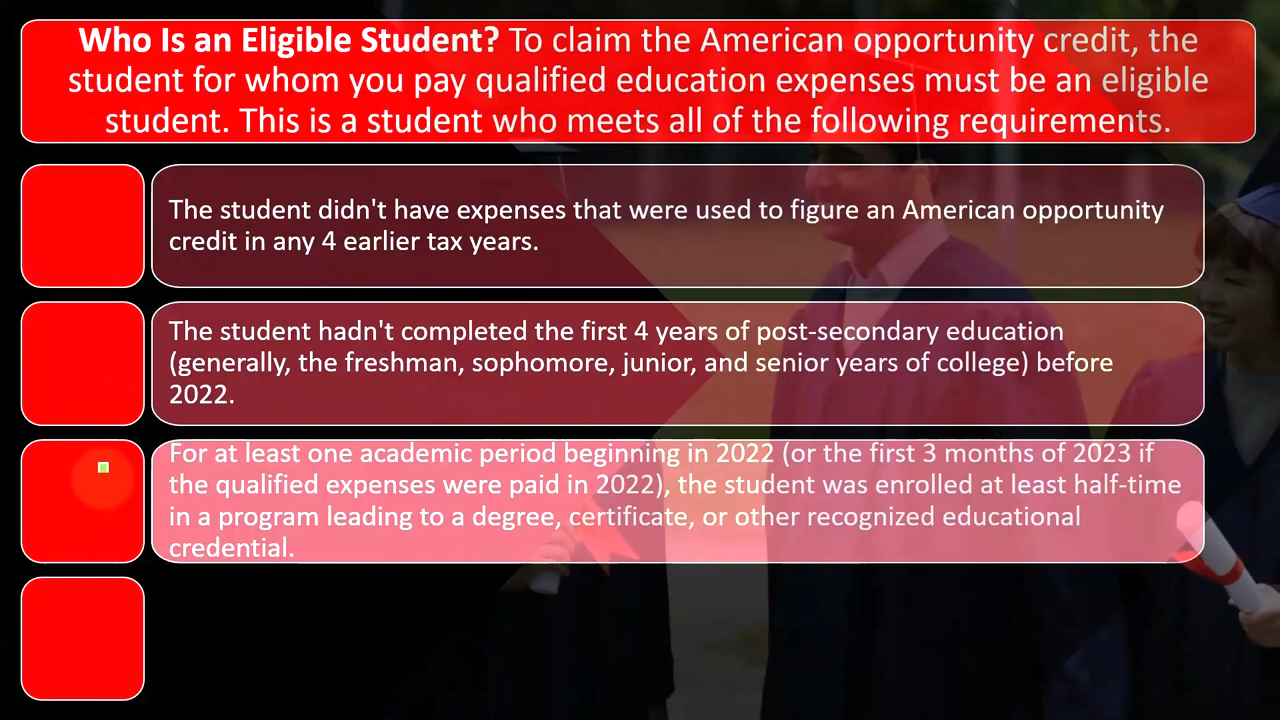 Who Is an Eligible Student? To claim the American opportunity credit, the
student for whom you pay qualified education expenses must be an eligible
student. This is a student who meets all of the following requirements.
The student didn't have expenses that were used to figure an American opportunity
credit in any 4 earlier tax years.
The student hadn't completed the first 4 years of post-secondary education
(generally, the freshman, sophomore, junior, and senior years of college) before
2022.
For at least one academic period beginning in 2022 (or the first 3 months of 2023 if
the qualified expenses were paid in 2022), the student was enrolled at least half-time
in a program leading to a degree, certificate, or other recognized educational
credential.